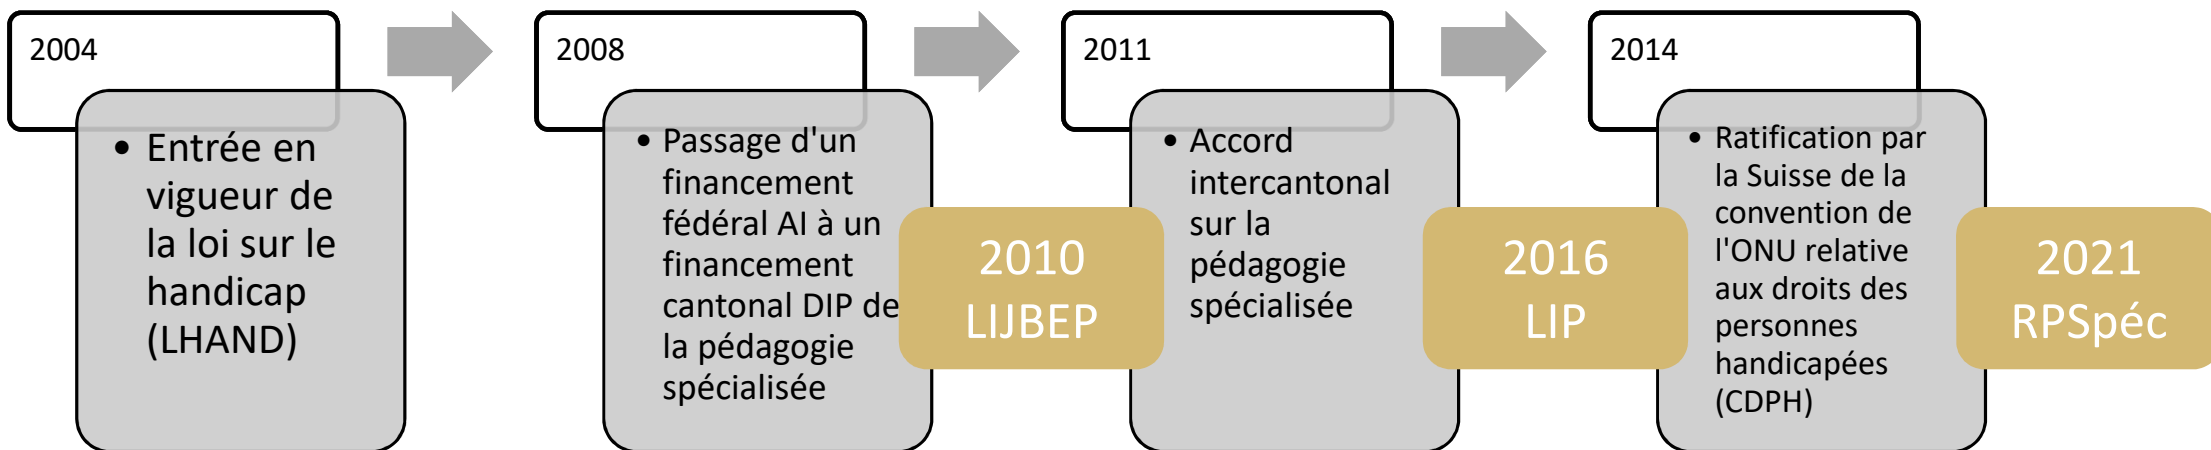 2004
• Entrée en
vigueur de
la loi sur le
handicap
(LHAND)
2008
• Passage d'un
financement
fédéral AI à un
financement
cantonal DIP de
la pédagogie
spécialisée
2010
LIJBEP
2011
• Accord
intercantonal
sur la
pédagogie
spécialisée
2016
LIP
2014
• Ratification par
la Suisse de la
convention de
l'ONU relative
aux droits des
personnes
handicapées
(CDPH)
2021
RPSpéc